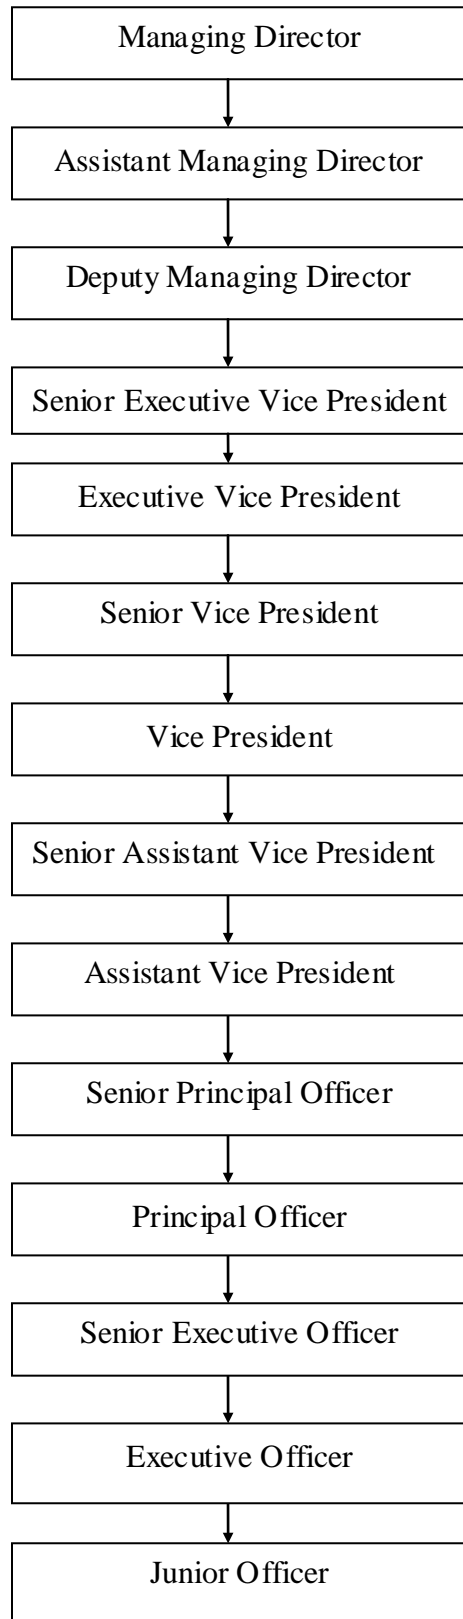 Managing Director
Assistant Managing Director
Deputy Managing Director
Senior Executive Vice President
Executive Vice President
Senior Vice President
Vice President
Senior Assistant Vice President
Assistant Vice President
Senior Principal Officer
Principal Officer
Senior Executive Officer
Executive Officer
Junior Officer